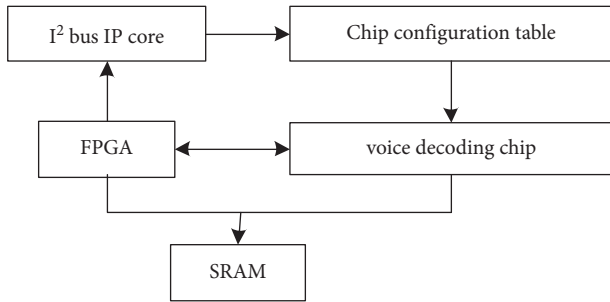 I² bus IP core
Chip configuration table
FPGA
voice decoding chip
SRAM